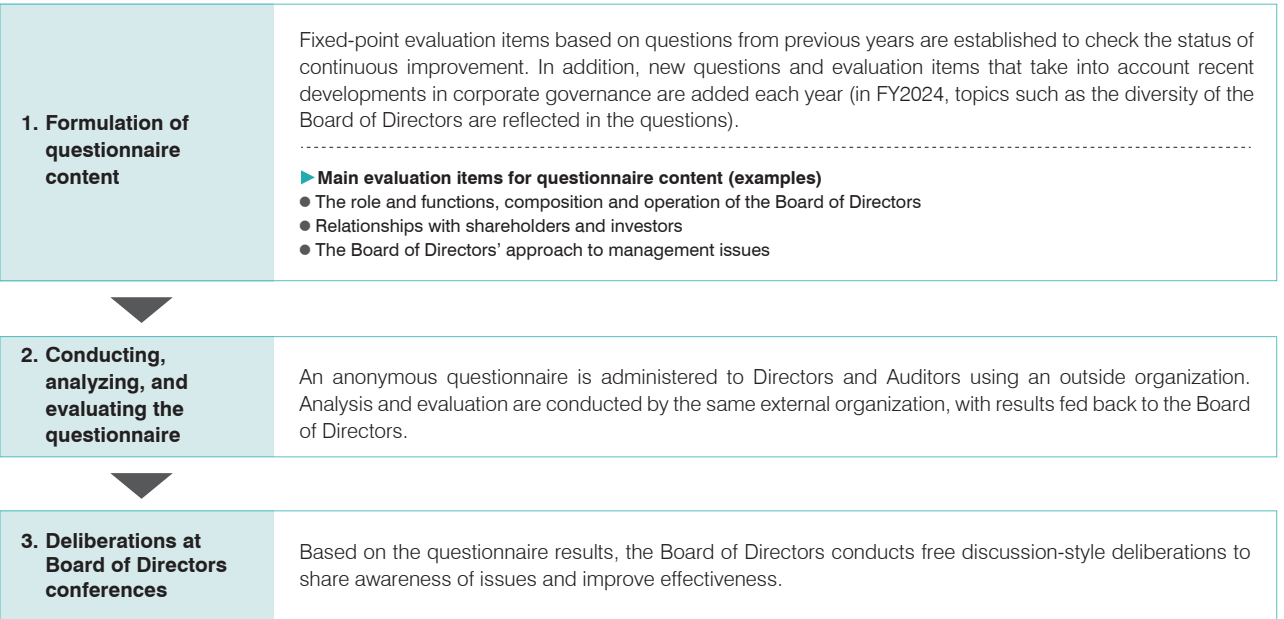 1. Formulation of
questionnaire
content
Fixed-point evaluation items based on questions from previous years are established to check the status of
continuous improvement. In addition, new questions and evaluation items that take into account recent
developments in corporate governance are added each year (in FY2024, topics such as the diversity of the
Board of Directors are reflected in the questions).
▶Main evaluation items for questionnaire content (examples)
● The role and functions, composition and operation of the Board of Directors
● Relationships with shareholders and investors
● The Board of Directors’ approach to management issues
2. Conducting,
analyzing, and
evaluating the
questionnaire
An anonymous questionnaire is administered to Directors and Auditors using an outside organization.
Analysis and evaluation are conducted by the same external organization, with results fed back to the Board
of Directors.
3. Deliberations at
Board of Directors
conferences
Based on the questionnaire results, the Board of Directors conducts free discussion-style deliberations to
share awareness of issues and improve effectiveness.